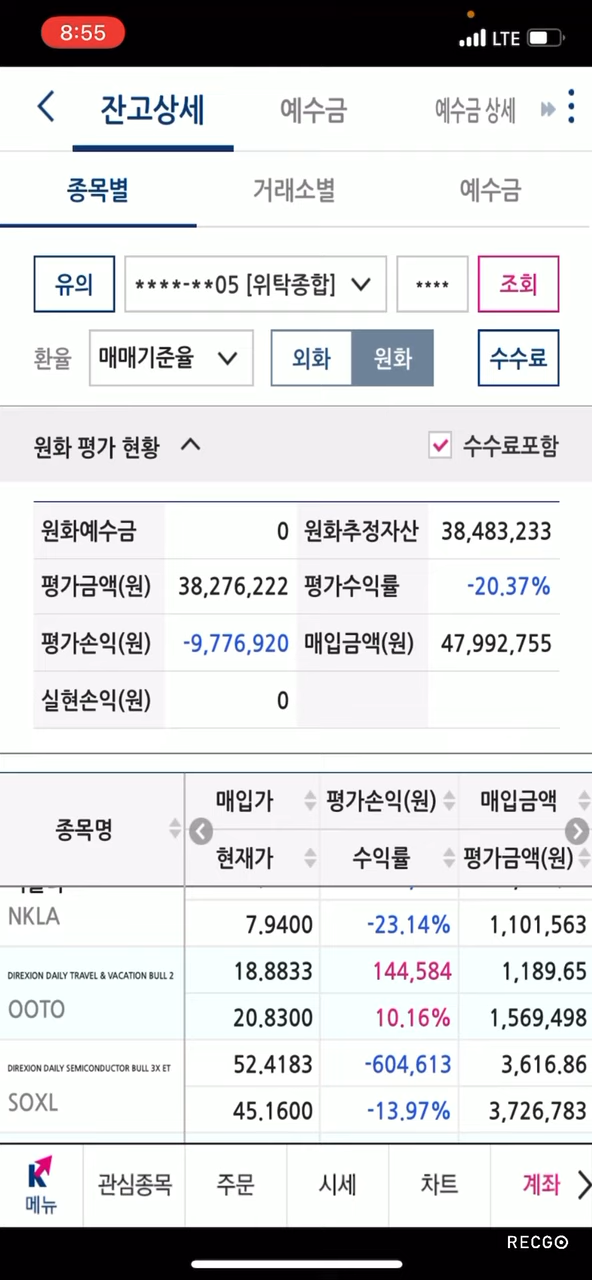 8:55 LTE
잔고상세 예수금 예수금 상세
종목별 거래소별 예수금
유의 ****-**05 [위탁종합] **** 조회
환율 매매기준율 외화 원화 수수료
원화 평가 현황 수수료포함
원화예수금 0 원화추정자산 38,483,233
평가금액(원) 38,276,222 평가수익률 -20.37%
평가손익(원) -9,776,920 매입금액(원) 47,992,755
실현손익(원) 0
종목명 매입가 평가손익(원) 매입금액
현재가 수익률 평가금액(원)
NKLA 7.9400 -23.14% 1,101,563
DIREXION DAILY TRAVEL & VACATION BULL 2 18.8833 144,584 1,189.65
OOTO 20.8300 10.16% 1,569,498
DIREXION DAILY SEMICONDUCTOR BULL 3X ET 52.4183 -604,613 3,616.86
SOXL 45.1600 -13.97% 3,726,783
메뉴 관심종목 주문 시세 차트 계좌
RECGO